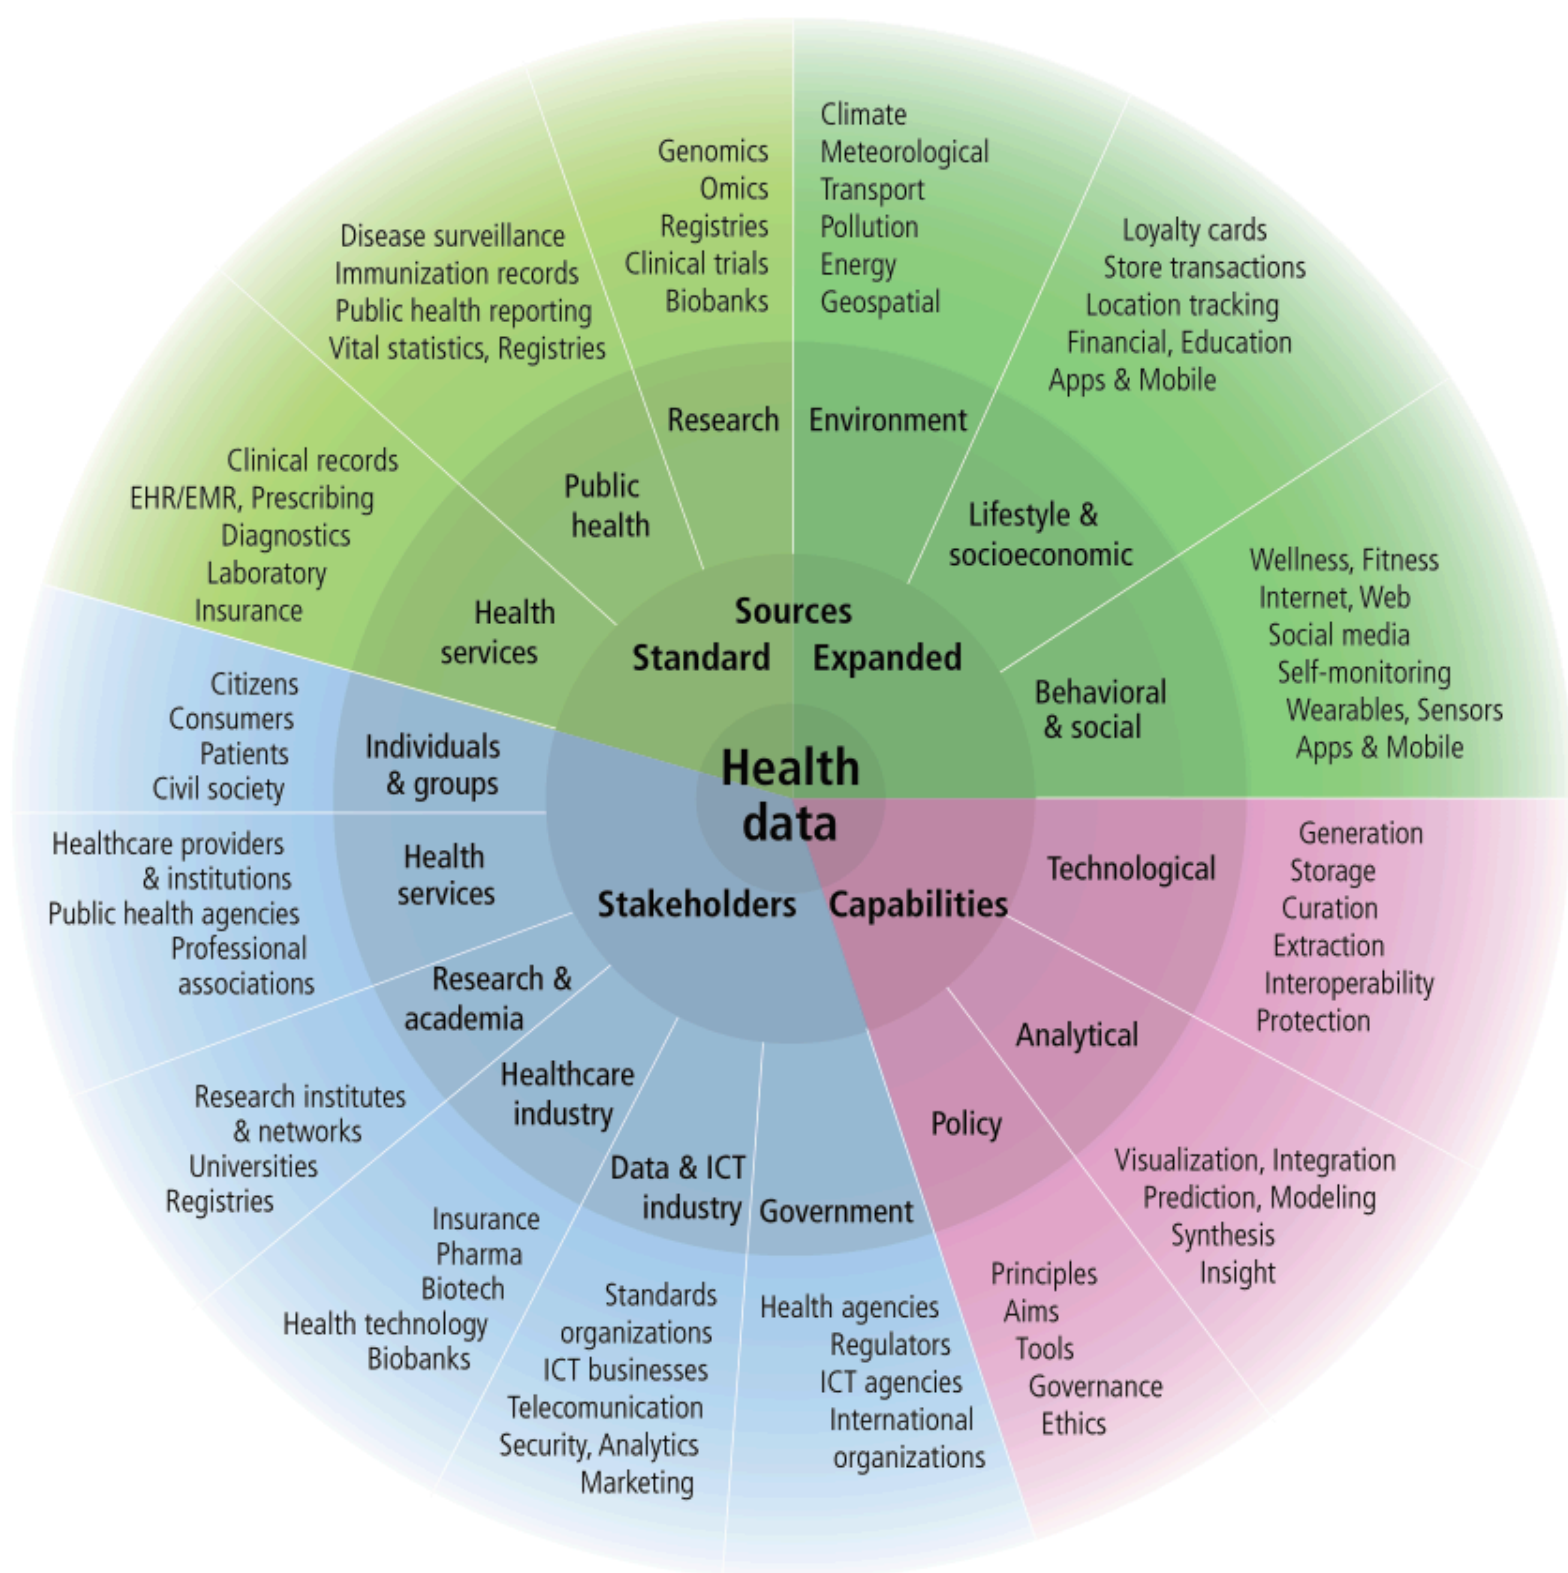 Health
data
Sources
Standard
Expanded
Stakeholders
Capabilities
Research
Genomics
Omics
Registries
Clinical trials
Biobanks
Public
health
Disease surveillance
Immunization records
Public health reporting
Vital statistics, Registries
Health
services
Clinical records
EHR/EMR, Prescribing
Diagnostics
Laboratory
Insurance
Environment
Climate
Meteorological
Transport
Pollution
Energy
Geospatial
Lifestyle &
socioeconomic
Loyalty cards
Store transactions
Location tracking
Financial, Education
Apps & Mobile
Behavioral
& social
Wellness, Fitness
Internet, Web
Social media
Self-monitoring
Wearables, Sensors
Apps & Mobile
Technological
Generation
Storage
Curation
Extraction
Interoperability
Protection
Analytical
Visualization, Integration
Prediction, Modeling
Synthesis
Insight
Policy
Principles
Aims
Tools
Governance
Ethics
Government
Health agencies
Regulators
ICT agencies
International
organizations
Data & ICT
industry
Standards
organizations
ICT businesses
Telecomunication
Security, Analytics
Marketing
Healthcare
industry
Insurance
Pharma
Biotech
Health technology
Biobanks
Research &
academia
Research institutes
& networks
Universities
Registries
Health
services
Healthcare providers
& institutions
Public health agencies
Professional
associations
Individuals
& groups
Citizens
Consumers
Patients
Civil society